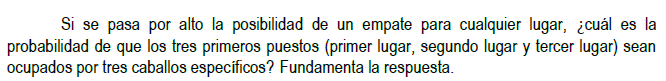 Si se pasa por alto la posibilidad de un empate para cualquier lugar, ¿cuál es la
probabilidad de que los tres primeros puestos (primer lugar, segundo lugar y tercer lugar) sean
ocupados por tres caballos específicos? Fundamenta la respuesta.